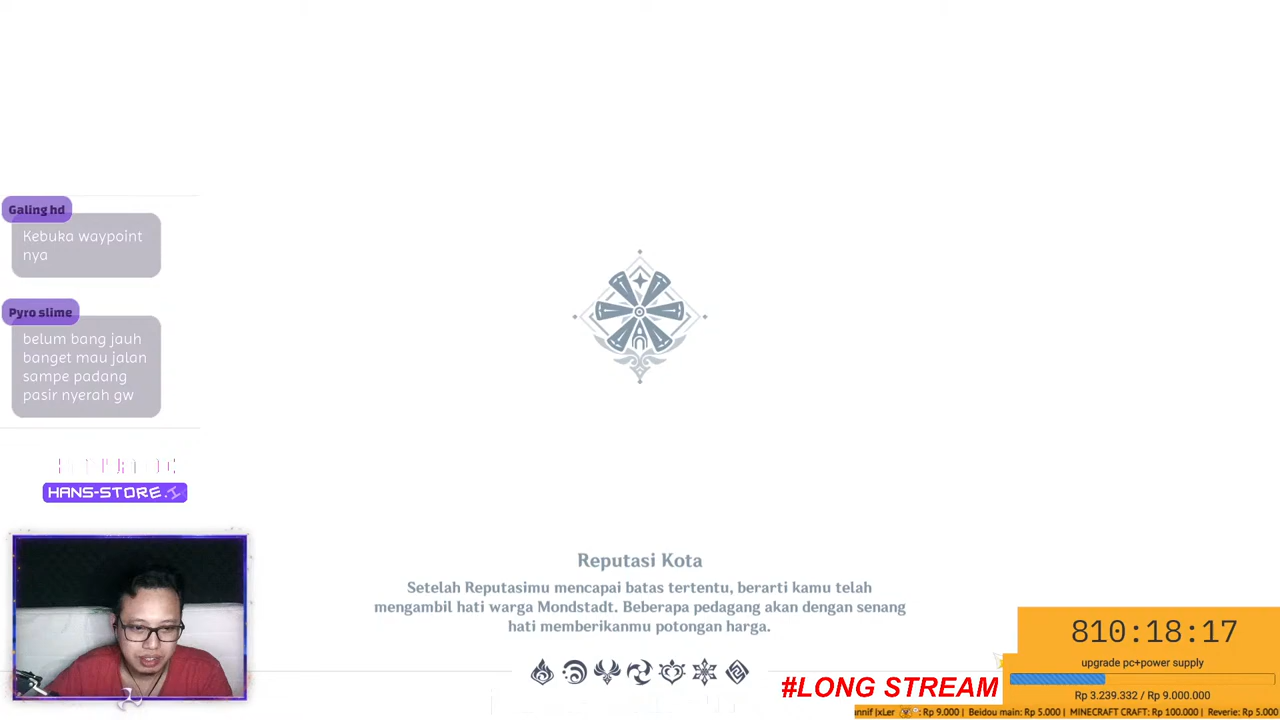 Galing hd
Kebuka waypoint
nya
Pyro slime
belum bang jauh
banget mau jalan
sampe padang
pasir nyerah gw
HANS-STORE.I
Reputasi Kota
Setelah Reputasimu mencapai batas tertentu, berarti kamu telah
mengambil hati warga Mondstadt. Beberapa pedagang akan dengan senang
hati memberikanmu potongan harga.
810:18:17
upgrade pc+power supply
#LONG STREAM
Rp 3.239.332 / Rp 9.000.000
: Rp 9.000 | Beidou main: Rp 5.000 | MINECRAFT CRAFT: Rp 100.000 | Reverie: Rp 5.000